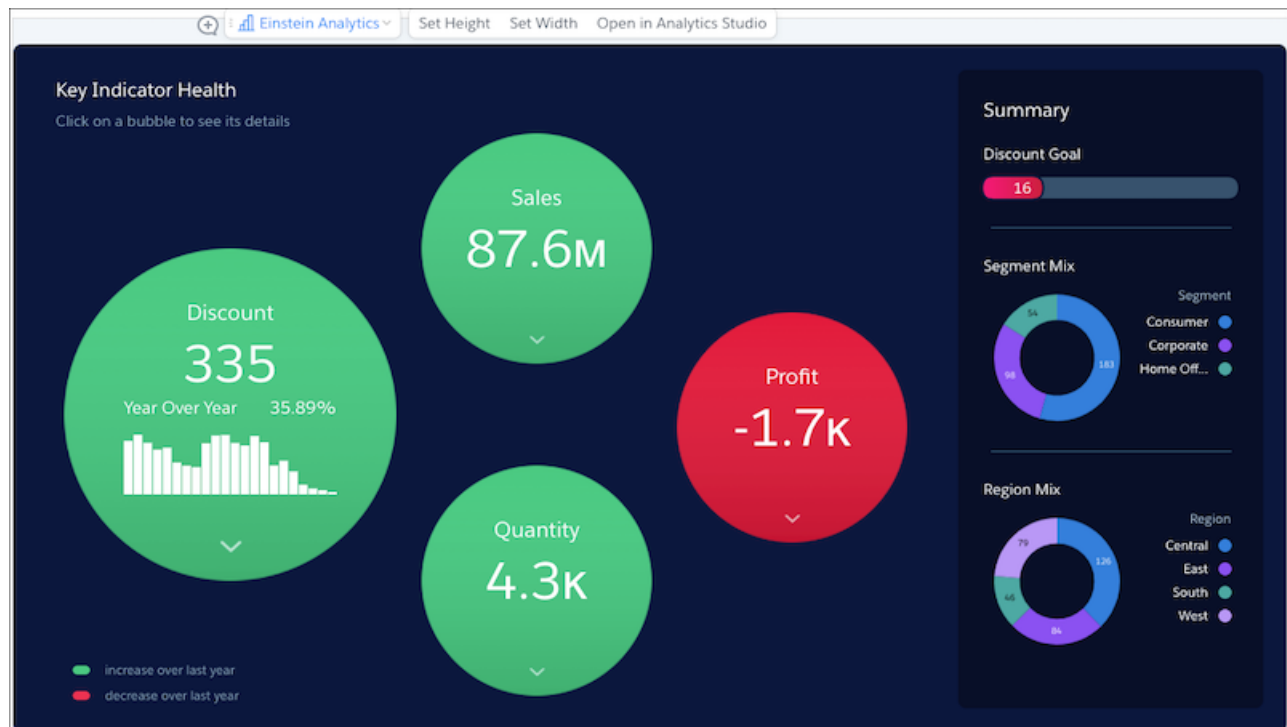 Einstein Analytics
Set Height Set Width Open in Analytics Studio
Key Indicator Health
Click on a bubble to see its details
Discount
335
Year Over Year 35.89%
Sales
87.6M
Quantity
4.3K
Profit
-1.7K
increase over last year
decrease over last year
Summary
Discount Goal
16
Segment Mix
54
98
183
Segment
Consumer
Corporate
Home Off...
Region Mix
79
126
46
84
Region
Central
East
South
West